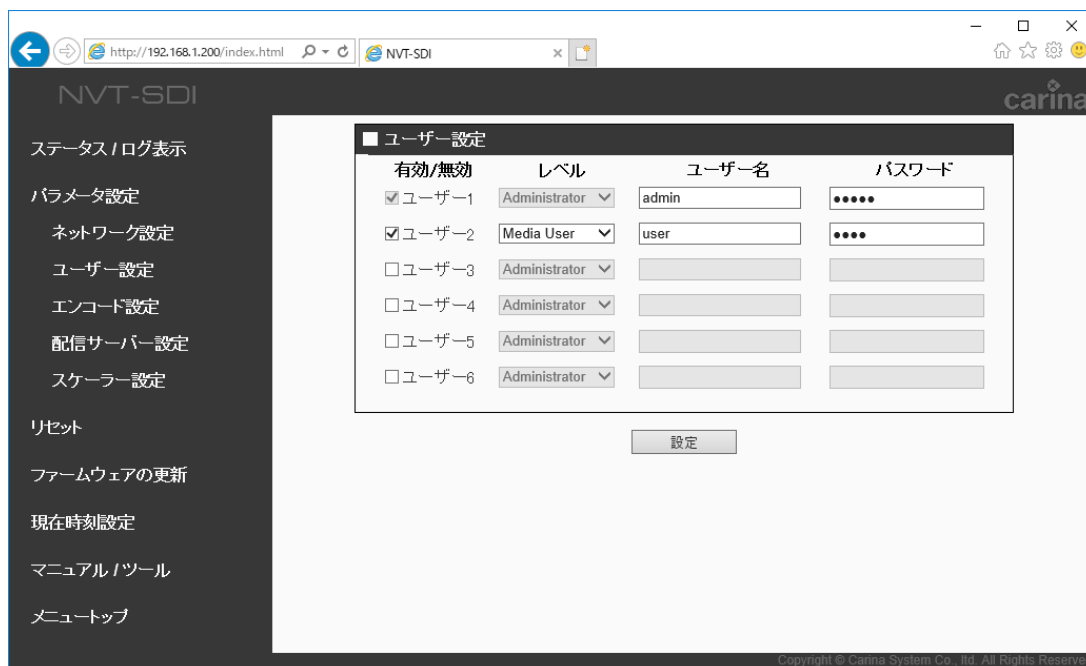 http://192.168.1.200/index.html
NVT-SDI
NVT-SDI
carina
ステータス / ログ表示
パラメータ設定
ネットワーク設定
ユーザー設定
エンコード設定
配信サーバー設定
スケーラー設定
リセット
ファームウェアの更新
現在時刻設定
マニュアル / ツール
メニュートップ
ユーザー設定
有効/無効 レベル ユーザー名 パスワード
ユーザー1 Administrator admin •••••
ユーザー2 Media User user ••••
ユーザー3 Administrator
ユーザー4 Administrator
ユーザー5 Administrator
ユーザー6 Administrator
設定
Copyright © Carina System Co., ltd. All Rights Reserve